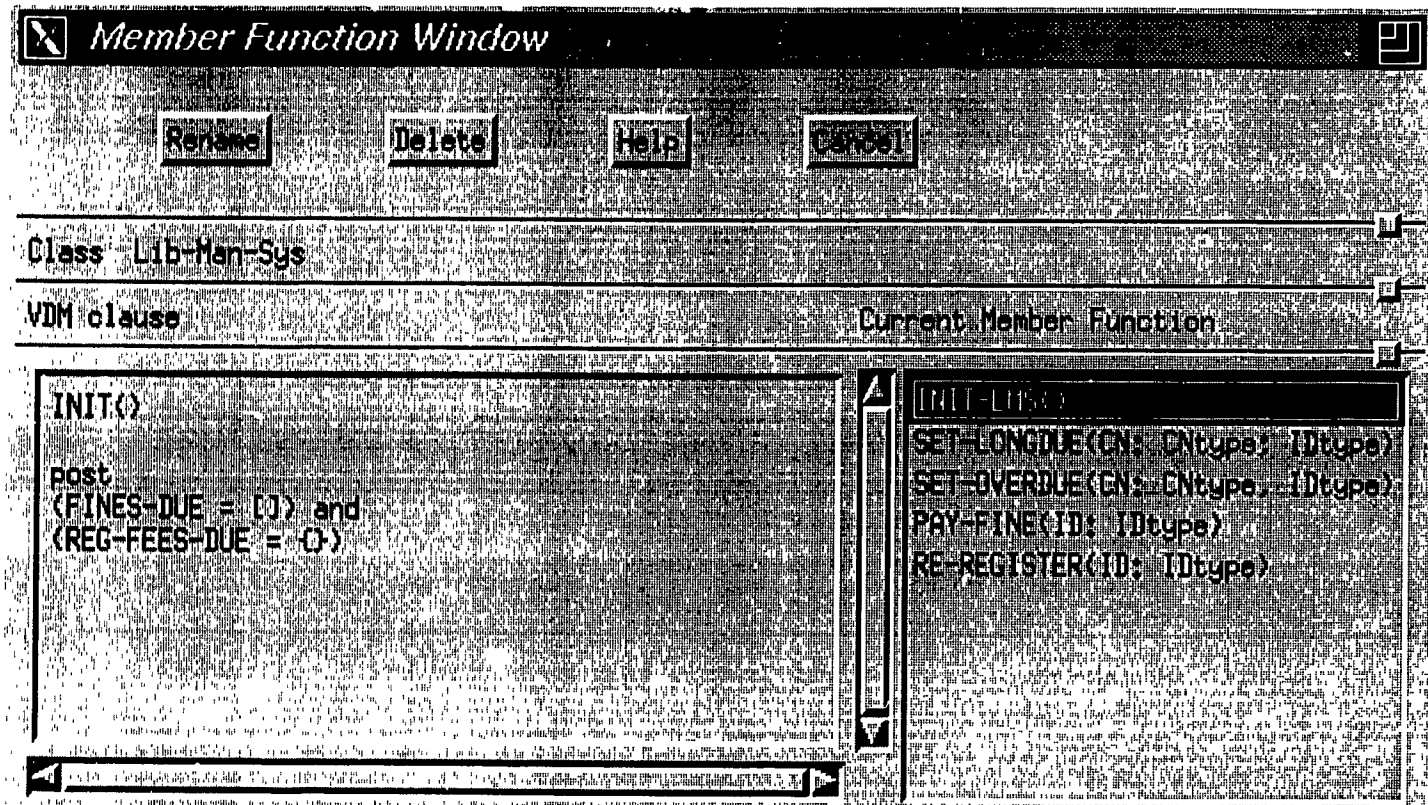 Member Function Window
Rename Delete Help Cancel
Class Lib-Man-Sys
VDM clause Current Member Function
INIT()
post
(FINES-DUE = []) and
(REG-FEES-DUE = {})
INIT-LMS()
SET-LONGDUE(CN: CNtype, IDtype)
SET-OVERDUE(CN: CNtype, IDtype)
PAY-FINE(ID: IDtype)
RE-REGISTER(ID: IDtype)